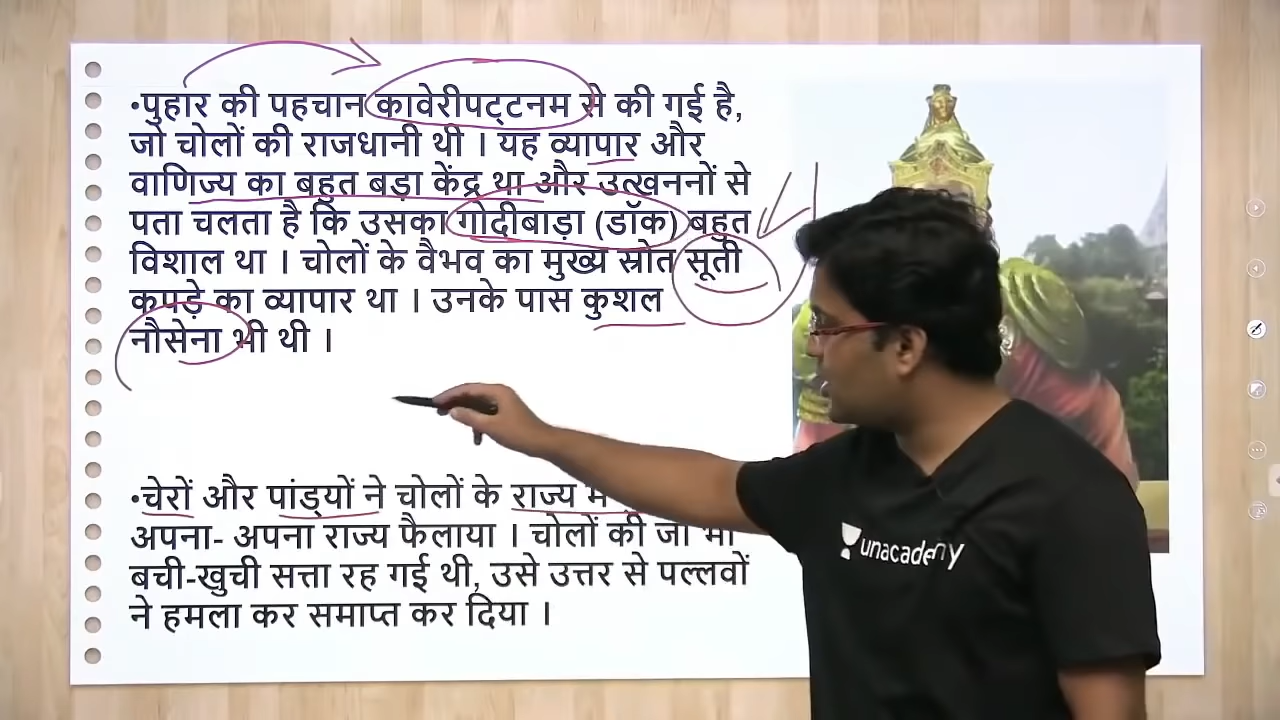 •पुहार की पहचान कावेरीपट्टनम से की गई है,
जो चोलों की राजधानी थी । यह व्यापार और
वाणिज्य का बहुत बड़ा केंद्र था और उत्खननों से
पता चलता है कि उसका गोदीबाड़ा (डॉक) बहुत
विशाल था । चोलों के वैभव का मुख्य स्रोत सूती
कपड़े का व्यापार था । उनके पास कुशल
नौसेना भी थी ।
•चेरों और पांड्यों ने चोलों के राज्य में
अपना- अपना राज्य फैलाया । चोलों की जो भी
बची-खुची सत्ता रह गई थी, उसे उत्तर से पल्लवों
ने हमला कर समाप्त कर दिया ।
unacademy